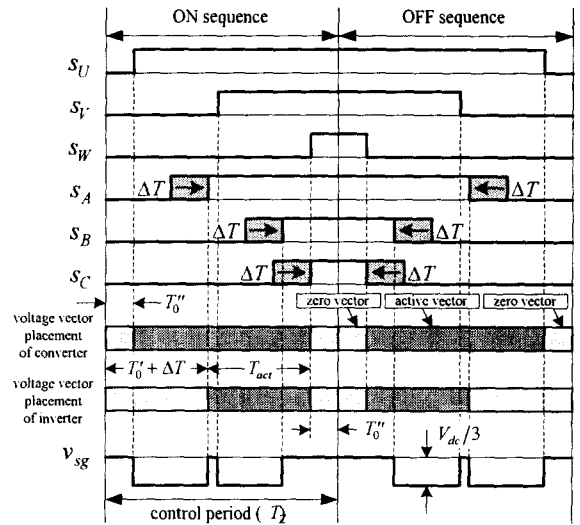 ON sequence
OFF sequence
s_U
s_V
s_W
s_A ΔT ΔT
s_B ΔT ΔT
s_C ΔT ΔT
T_0''
zero vector
active vector
zero vector
voltage vector
placement
of converter
T_0' + ΔT
T_act
voltage vector
placement
of inverter
T_0''
V_dc/3
v_sg
control period ( T_2